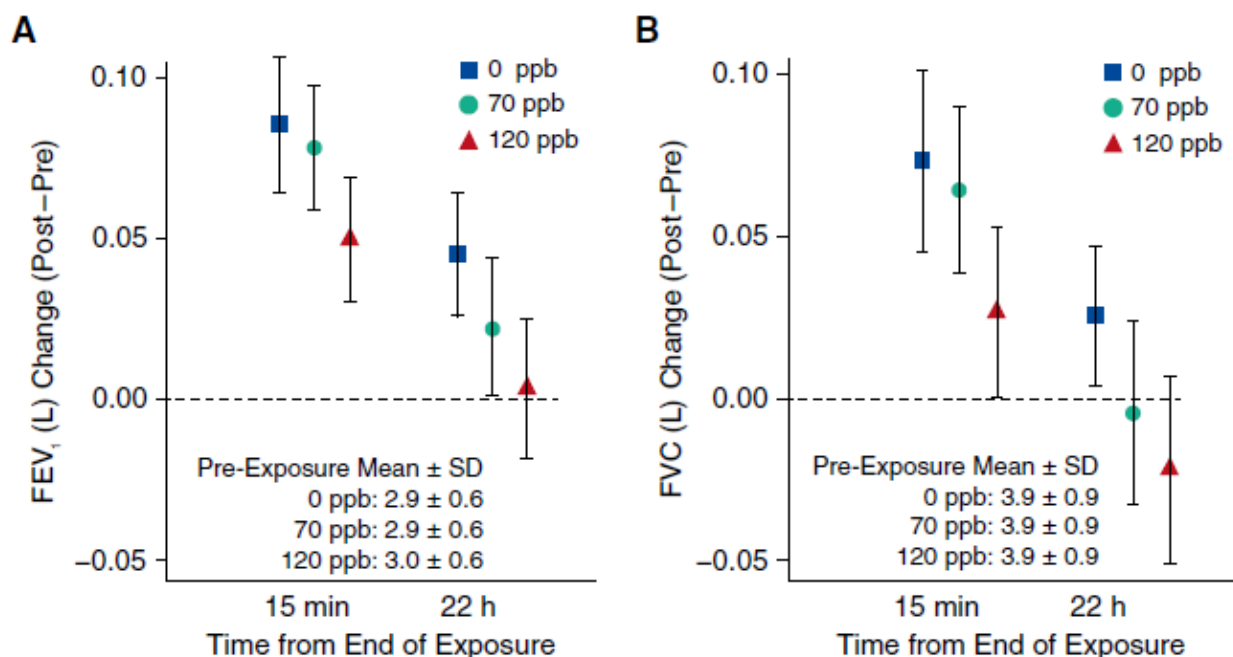 A
0 ppb
70 ppb
120 ppb
0.10
0.05
0.00
−0.05
FEV₁ (L) Change (Post−Pre)
Pre-Exposure Mean ± SD
0 ppb: 2.9 ± 0.6
70 ppb: 2.9 ± 0.6
120 ppb: 3.0 ± 0.6
15 min
22 h
Time from End of Exposure
B
0 ppb
70 ppb
120 ppb
0.10
0.05
0.00
−0.05
FVC (L) Change (Post−Pre)
Pre-Exposure Mean ± SD
0 ppb: 3.9 ± 0.9
70 ppb: 3.9 ± 0.9
120 ppb: 3.9 ± 0.9
15 min
22 h
Time from End of Exposure